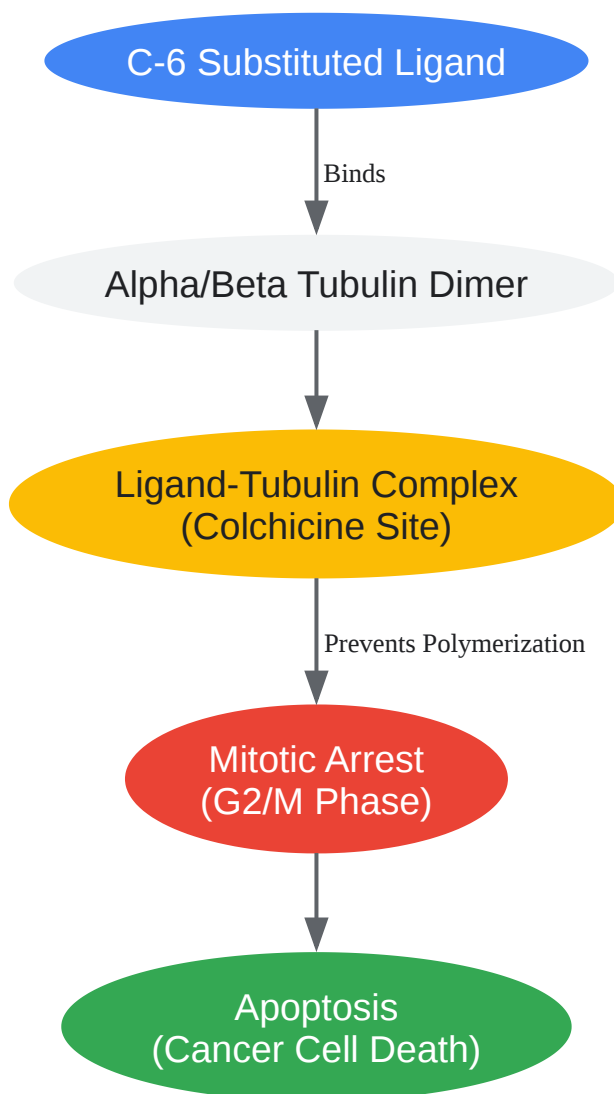 C-6 Substituted Ligand
Binds
Alpha/Beta Tubulin Dimer
Ligand-Tubulin Complex
(Colchicine Site)
Prevents Polymerization
Mitotic Arrest
(G2/M Phase)
Apoptosis
(Cancer Cell Death)